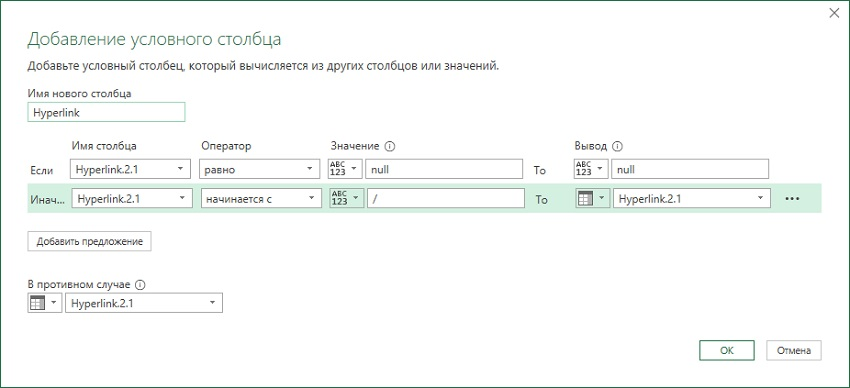 Добавление условного столбца
Добавьте условный столбец, который вычисляется из других столбцов или значений.
Имя нового столбца
Hyperlink
Имя столбца Оператор Значение Вывод
Если Hyperlink.2.1 равно ABC 123 null То ABC 123 null
Инач... Hyperlink.2.1 начинается с ABC 123 / То Hyperlink.2.1 ...
Добавить предложение
В противном случае
Hyperlink.2.1
ОК Отмена